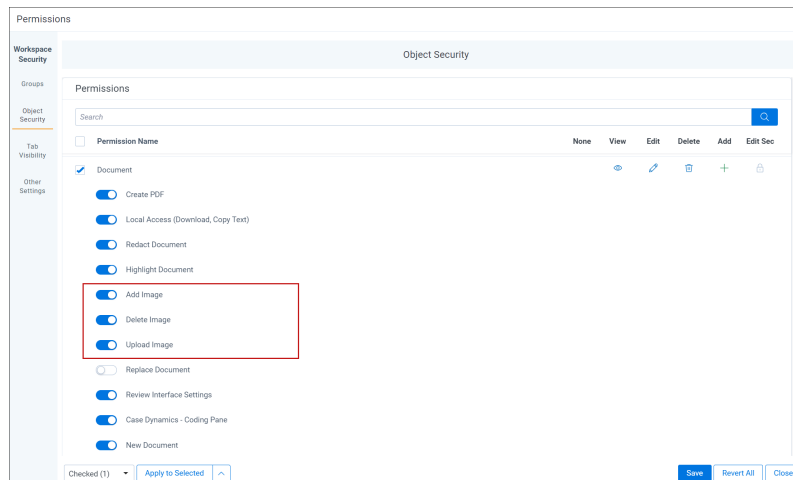 Permissions
Workspace
Security
Groups
Object
Security
Tab
Visibility
Other
Settings
Object Security
Permissions
Search
Permission Name None View Edit Delete Add Edit Sec
Document
Create PDF
Local Access (Download, Copy Text)
Redact Document
Highlight Document
Add Image
Delete Image
Upload Image
Replace Document
Review Interface Settings
Case Dynamics - Coding Pane
New Document
Checked (1) Apply to Selected Save Revert All Close